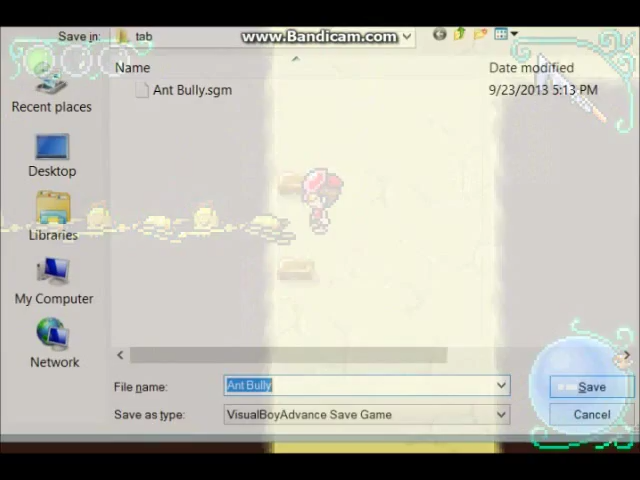 Save in: tab
www.Bandicam.com
Name Date modified
Ant Bully.sgm 9/23/2013 5:13 PM
Recent places
Desktop
Libraries
My Computer
Network
File name: Ant Bully Save
Save as type: VisualBoyAdvance Save Game Cancel